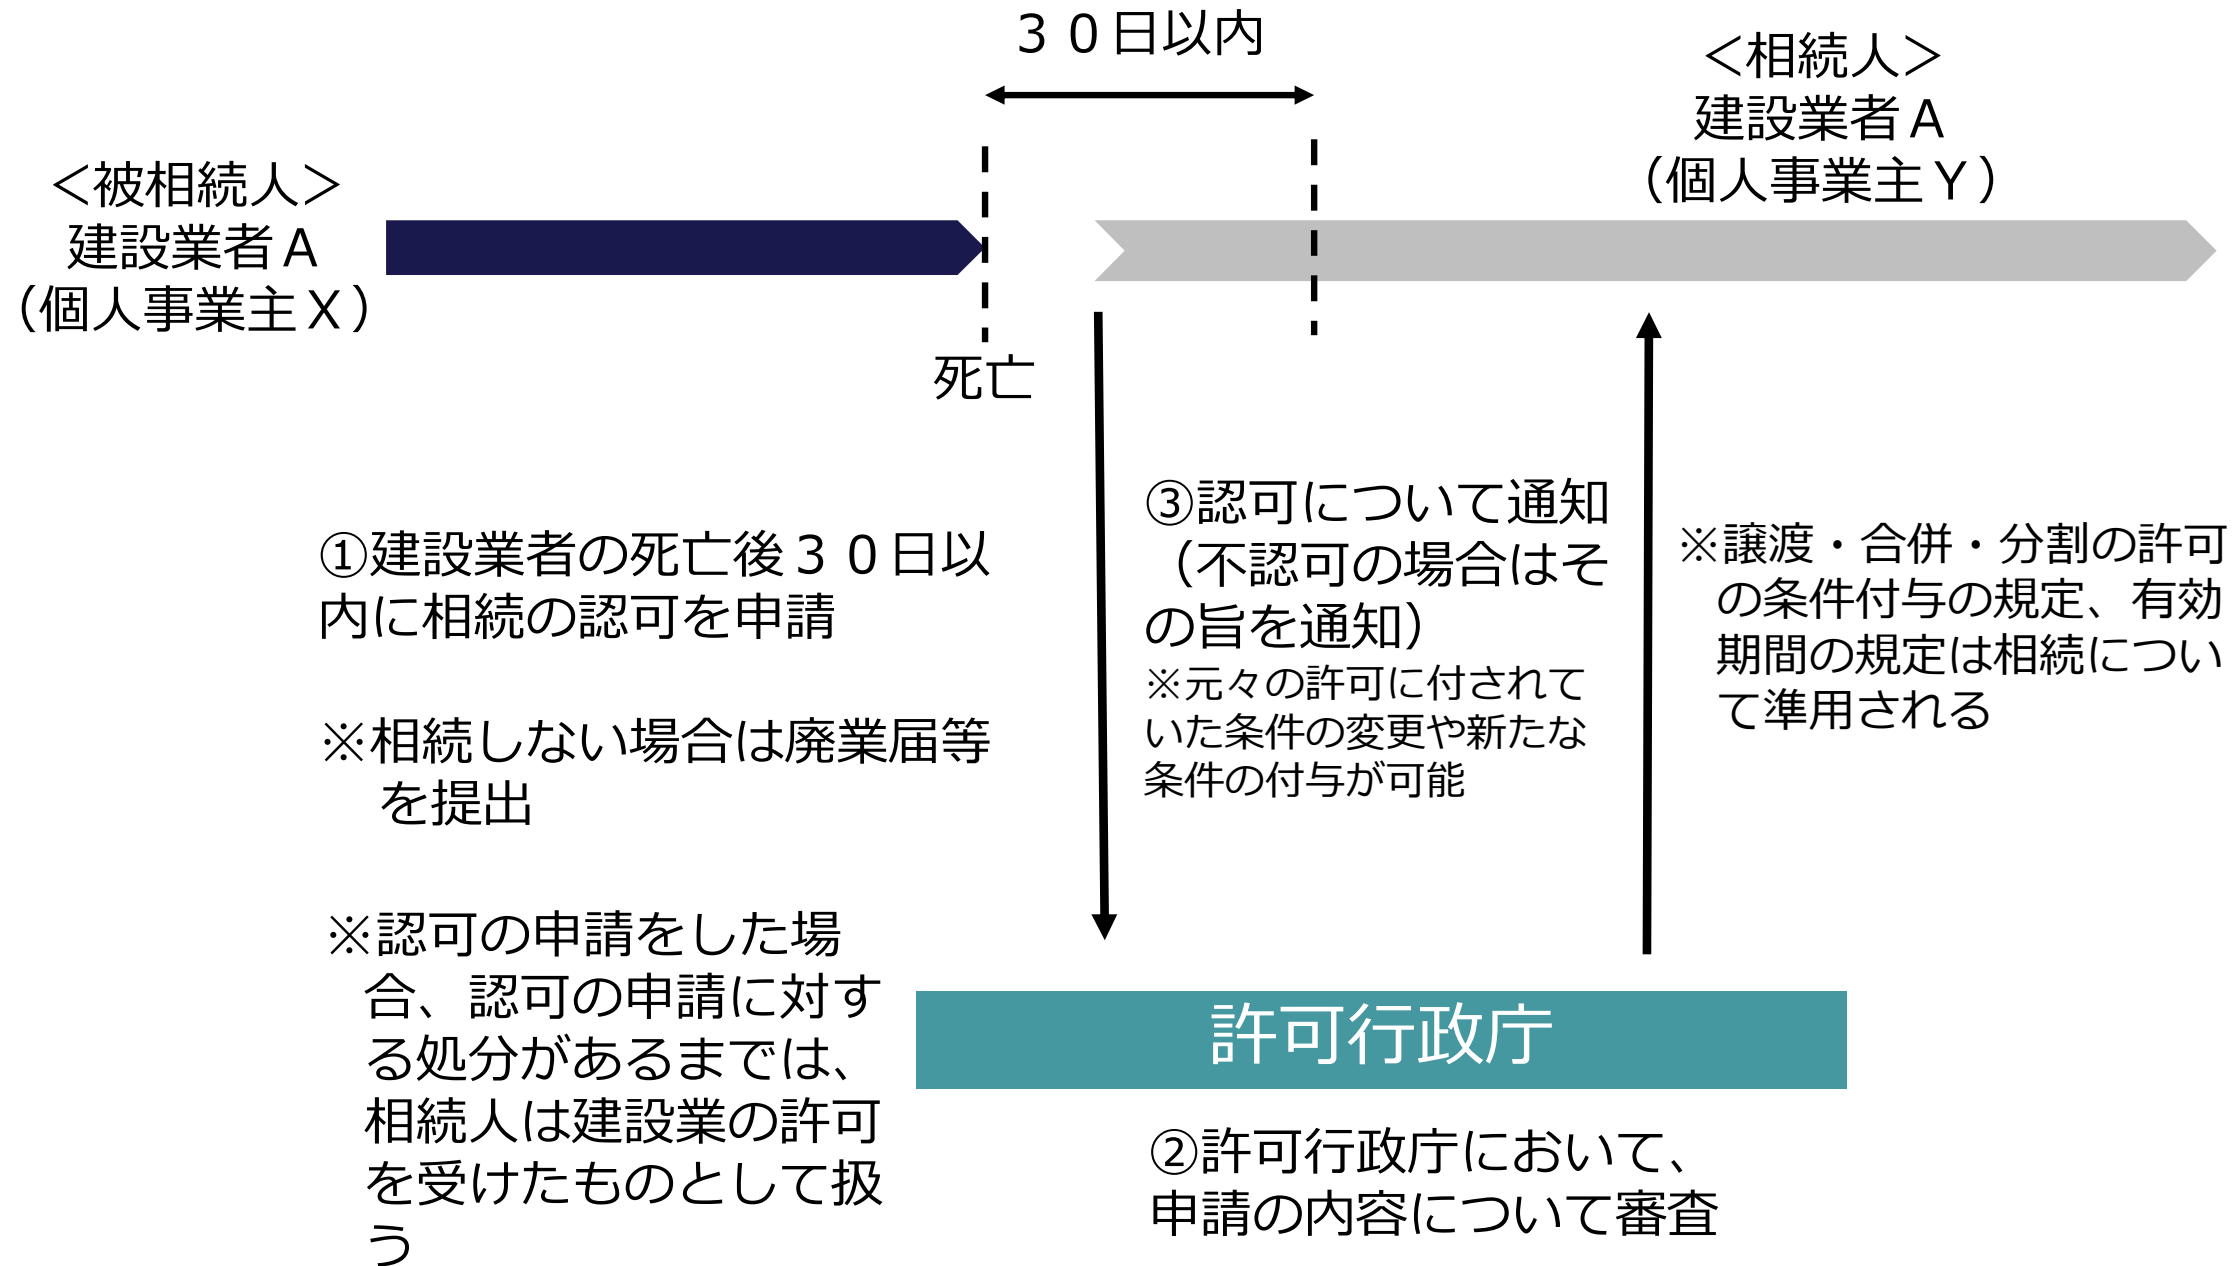 ３０日以内
＜相続人＞
建設業者Ａ
（個人事業主Ｙ）
＜被相続人＞
建設業者Ａ
（個人事業主Ｘ）
死亡
①建設業者の死亡後３０日以
内に相続の認可を申請
※相続しない場合は廃業届等
を提出
※認可の申請をした場
合、認可の申請に対す
る処分があるまでは、
相続人は建設業の許可
を受けたものとして扱
う
③認可について通知
（不認可の場合はそ
の旨を通知）
※元々の許可に付されて
いた条件の変更や新たな
条件の付与が可能
※譲渡・合併・分割の許可
の条件付与の規定、有効
期間の規定は相続につい
て準用される
許可行政庁
②許可行政庁において、
申請の内容について審査